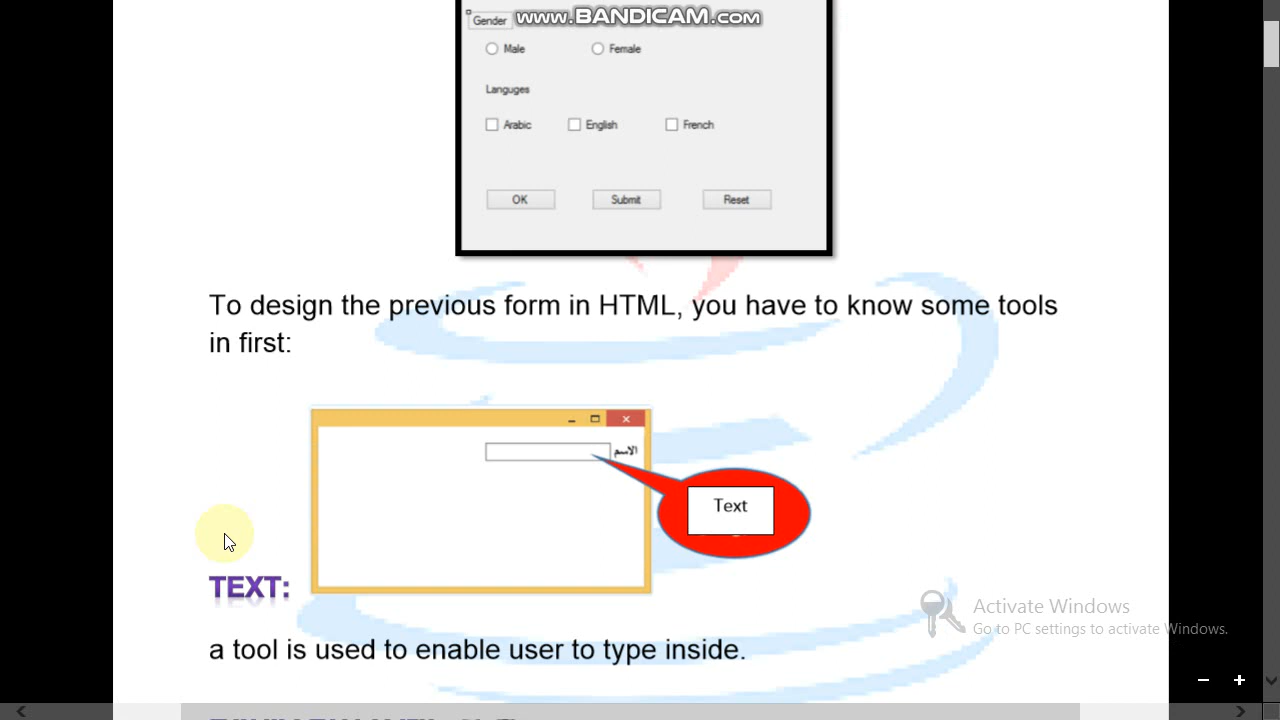 www.BANDICAM.com
Gender
Male Female
Languges
Arabic English French
OK Submit Reset
To design the previous form in HTML, you have to know some tools
in first:
الاسم
Text
TEXT:
Activate Windows
Go to PC settings to activate Windows.
a tool is used to enable user to type inside.